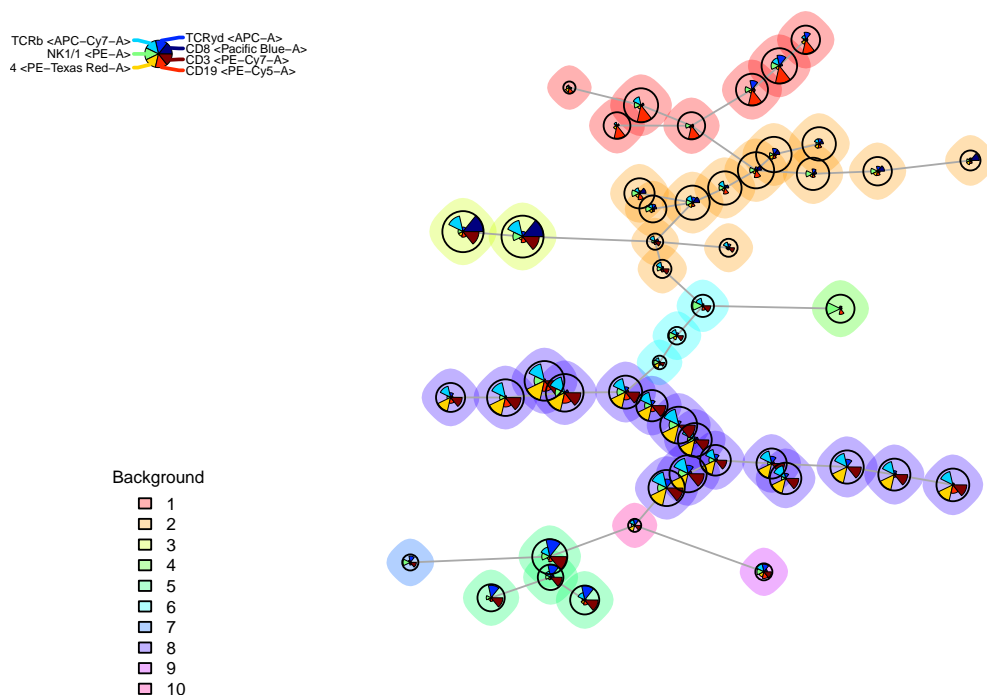 TCRb <APC−Cy7−A>
NK1/1 <PE−A>
4 <PE−Texas Red−A>
TCRyd <APC−A>
CD8 <Pacific Blue−A>
CD3 <PE−Cy7−A>
CD19 <PE−Cy5−A>
Background
1
2
3
4
5
6
7
8
9
10